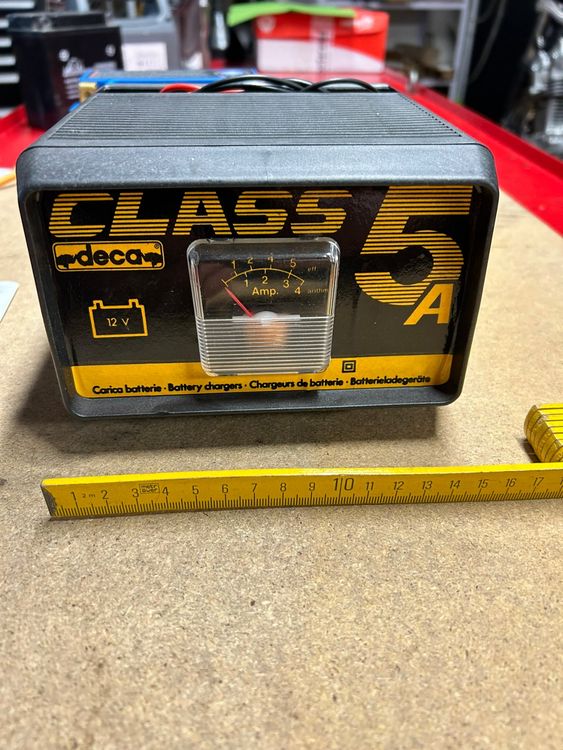 CLASS
5
A
deca®
12 V
1 2 4 5 eff
1 2 3 4 arithm
Amp.
Carica batterie · Battery chargers · Chargeurs de batterie · Batterieladegeräte
1 2m 2 3 4 5 6 7 8 9 10 11 12 13 14 15 16 17